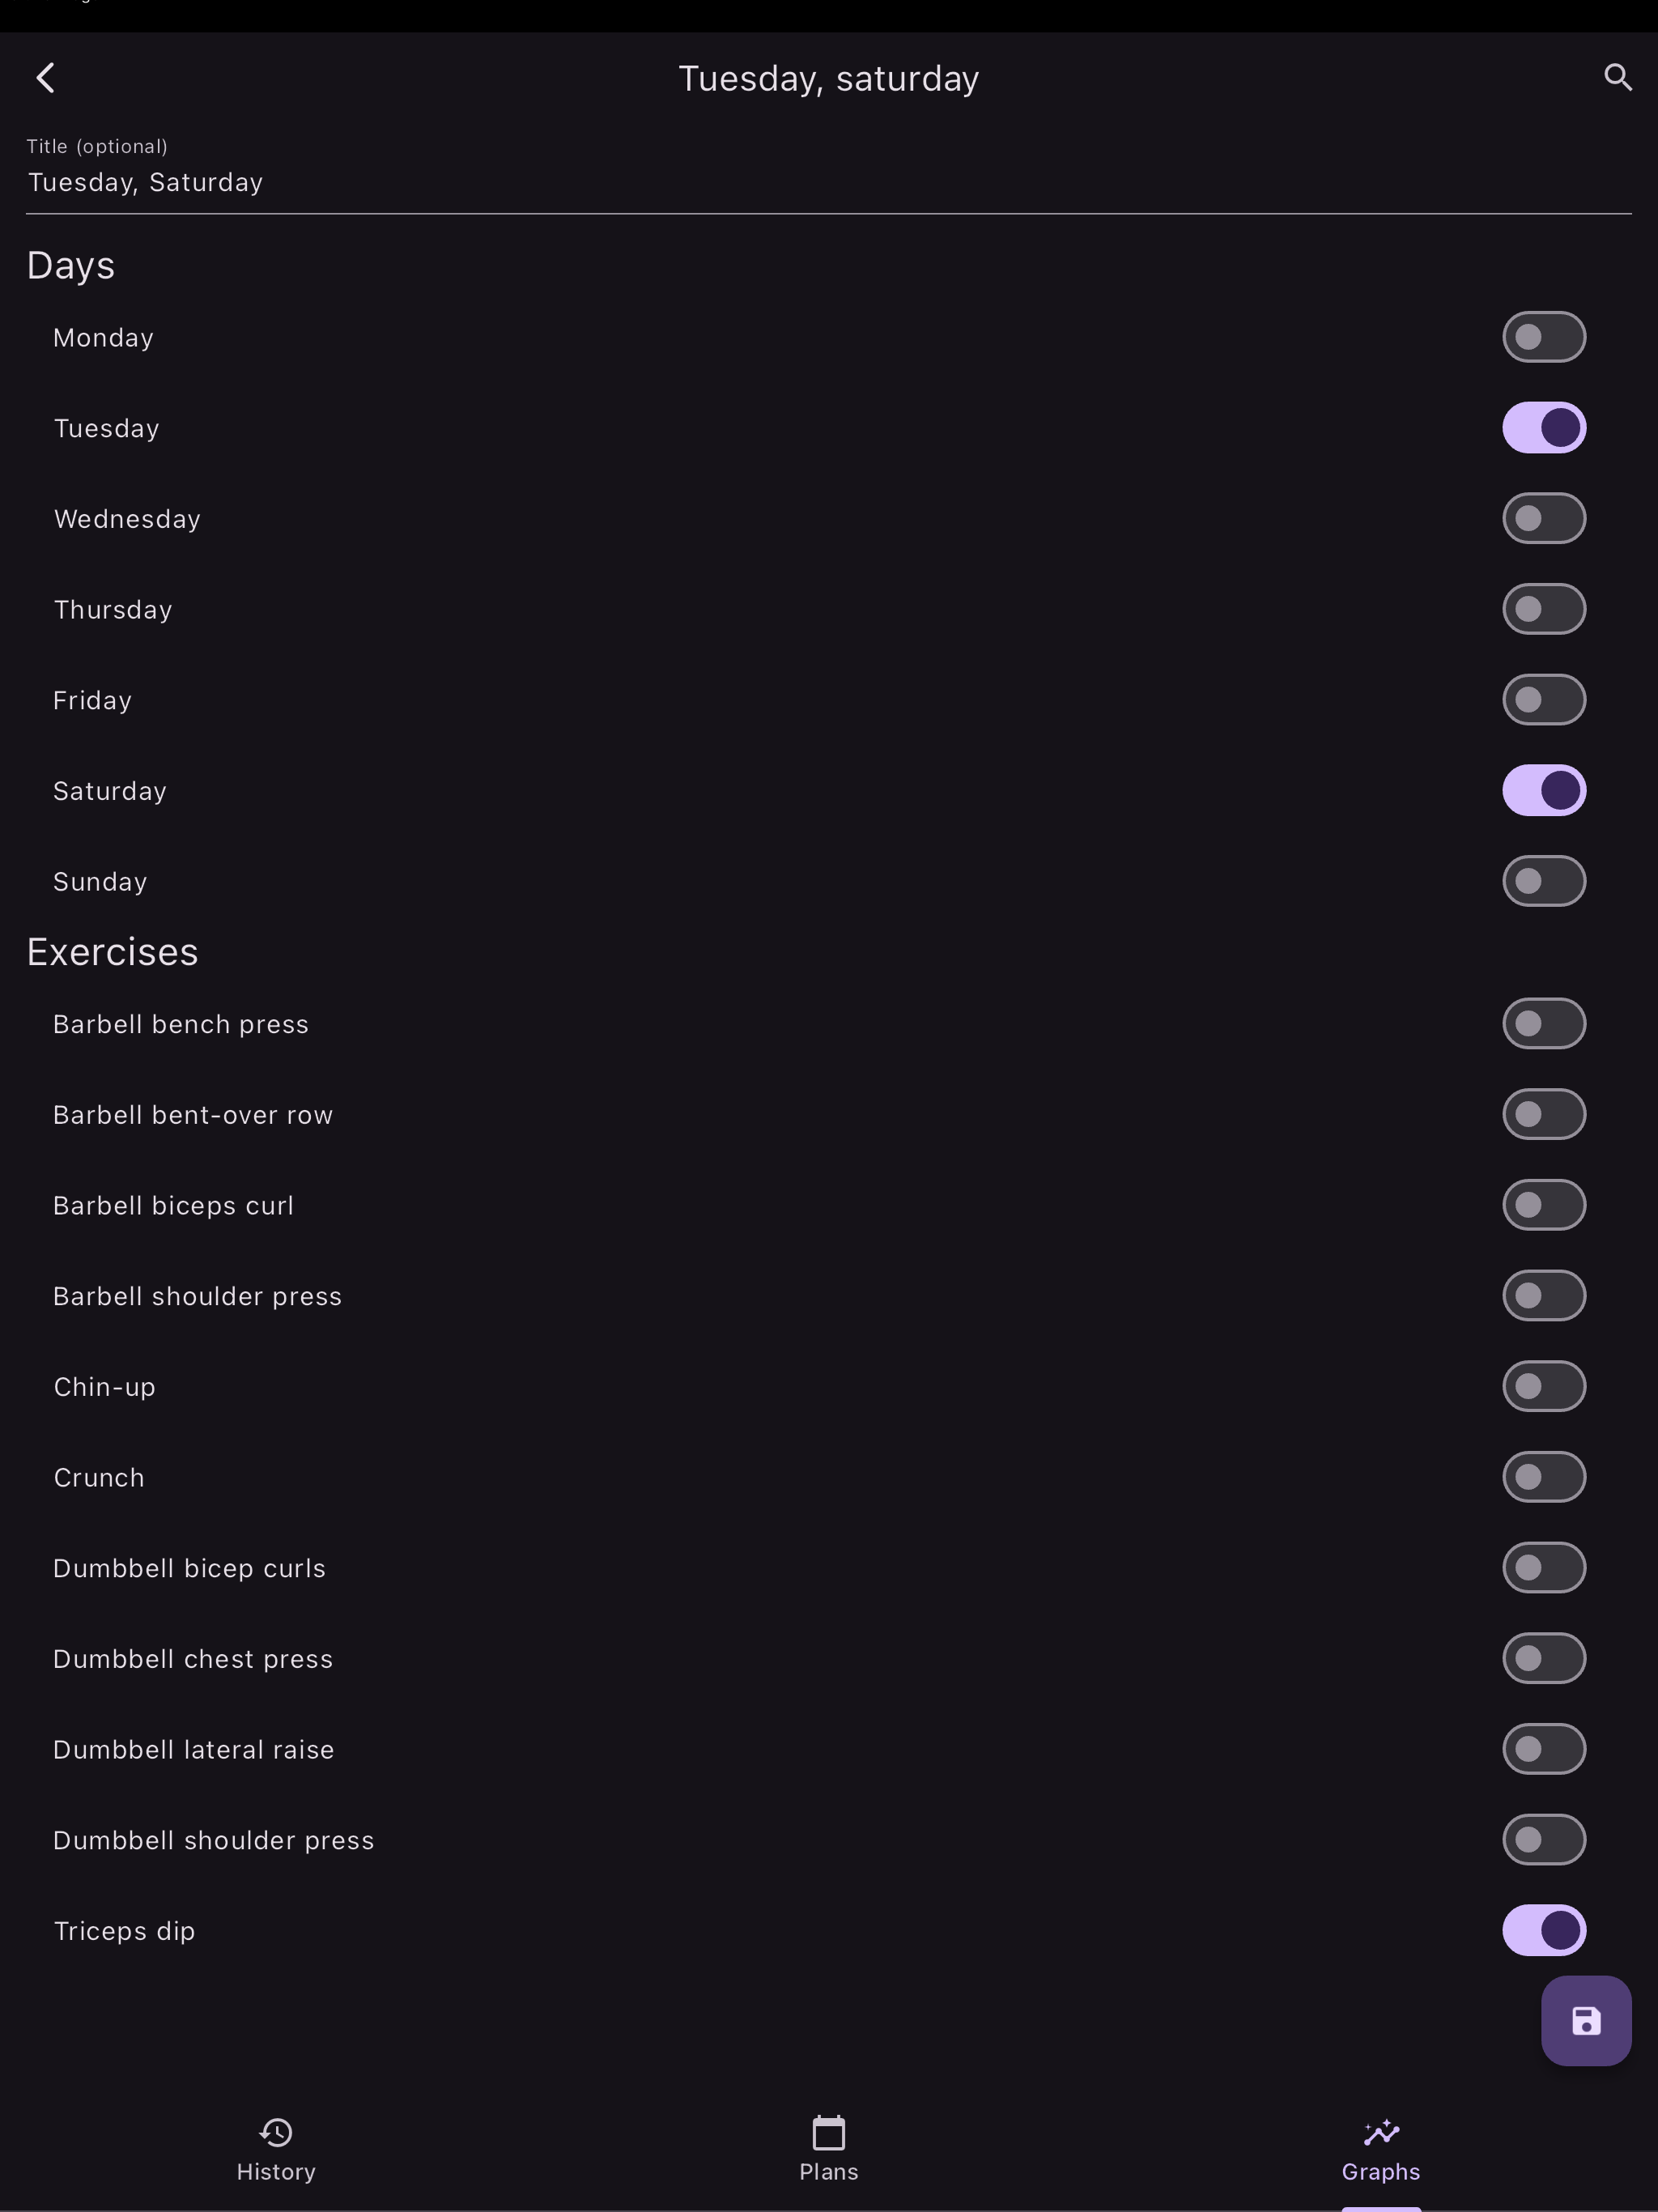 Tuesday, saturday
Title (optional)
Tuesday, Saturday
Days
Monday
Tuesday
Wednesday
Thursday
Friday
Saturday
Sunday
Exercises
Barbell bench press
Barbell bent-over row
Barbell biceps curl
Barbell shoulder press
Chin-up
Crunch
Dumbbell bicep curls
Dumbbell chest press
Dumbbell lateral raise
Dumbbell shoulder press
Triceps dip
History
Plans
Graphs